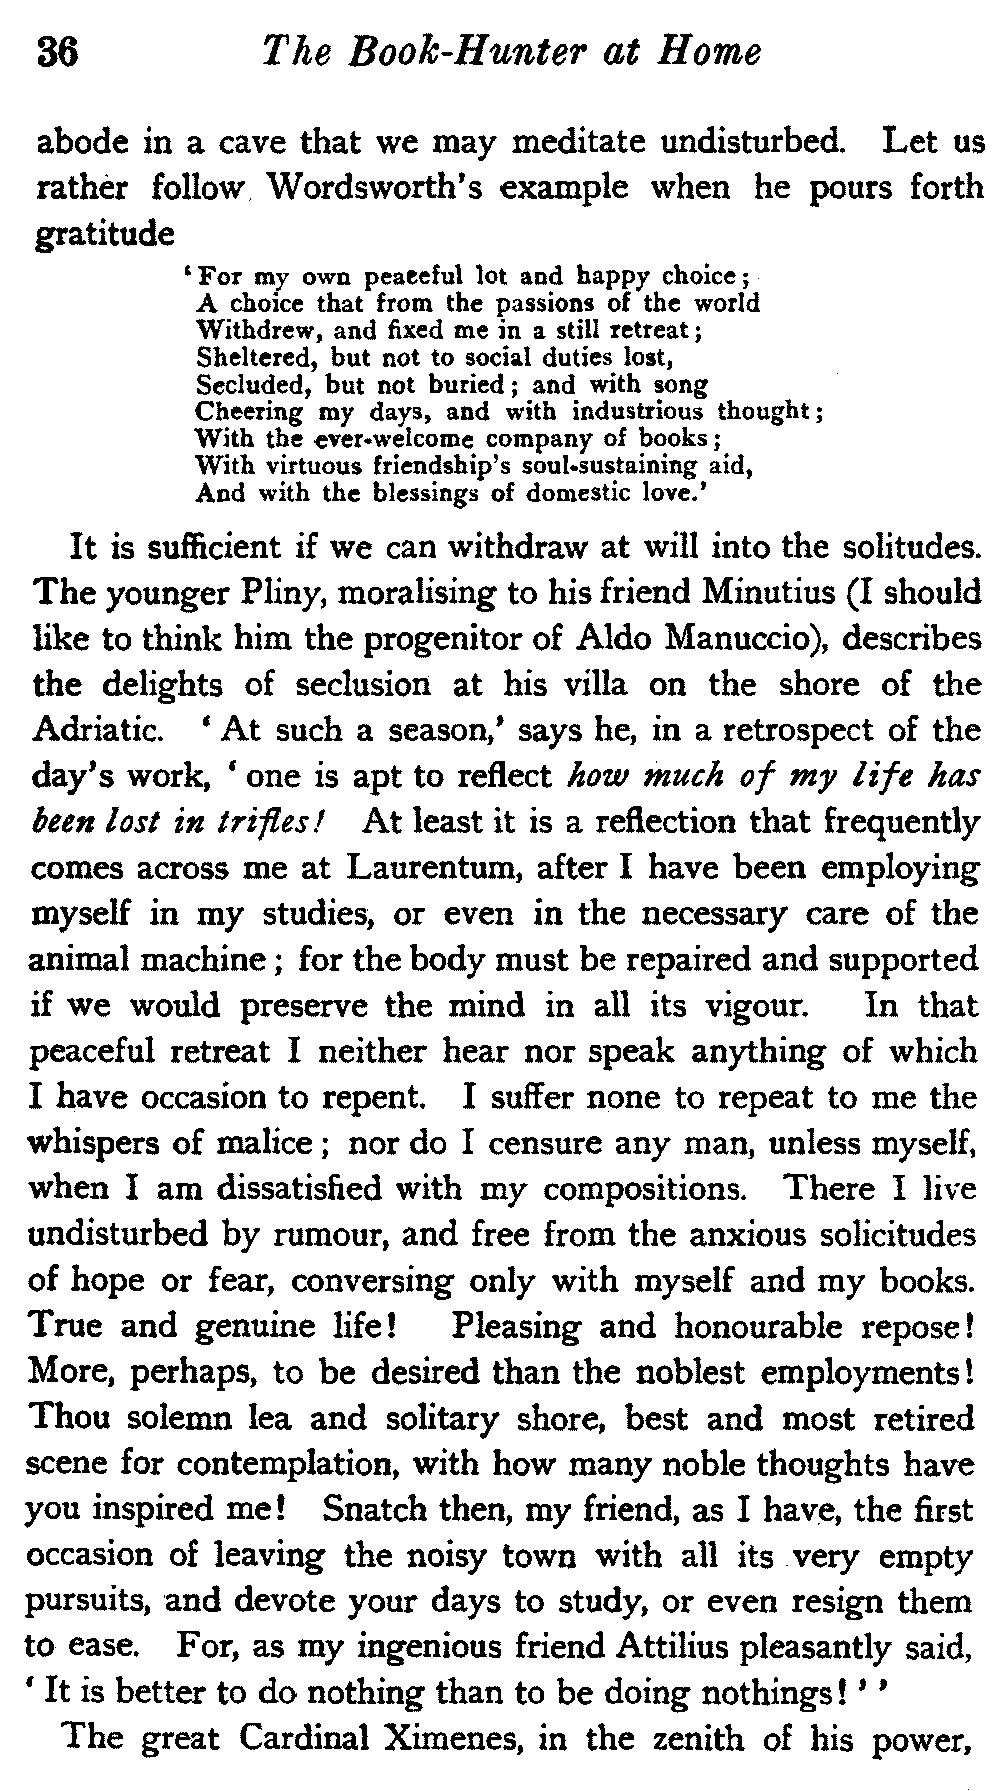 36 The Book-Hunter at Home
abode in a cave that we may meditate undisturbed. Let us
rather follow Wordsworth's example when he pours forth
gratitude
‘For my own peaceful lot and happy choice;
A choice that from the passions of the world
Withdrew, and fixed me in a still retreat;
Sheltered, but not to social duties lost,
Secluded, but not buried; and with song
Cheering my days, and with industrious thought;
With the ever-welcome company of books;
With virtuous friendship's soul-sustaining aid,
And with the blessings of domestic love.’
It is sufficient if we can withdraw at will into the solitudes.
The younger Pliny, moralising to his friend Minutius (I should
like to think him the progenitor of Aldo Manuccio), describes
the delights of seclusion at his villa on the shore of the
Adriatic. ‘At such a season,’ says he, in a retrospect of the
day's work, ‘one is apt to reflect how much of my life has
been lost in trifles! At least it is a reflection that frequently
comes across me at Laurentum, after I have been employing
myself in my studies, or even in the necessary care of the
animal machine; for the body must be repaired and supported
if we would preserve the mind in all its vigour. In that
peaceful retreat I neither hear nor speak anything of which
I have occasion to repent. I suffer none to repeat to me the
whispers of malice; nor do I censure any man, unless myself,
when I am dissatisfied with my compositions. There I live
undisturbed by rumour, and free from the anxious solicitudes
of hope or fear, conversing only with myself and my books.
True and genuine life! Pleasing and honourable repose!
More, perhaps, to be desired than the noblest employments!
Thou solemn lea and solitary shore, best and most retired
scene for contemplation, with how many noble thoughts have
you inspired me! Snatch then, my friend, as I have, the first
occasion of leaving the noisy town with all its very empty
pursuits, and devote your days to study, or even resign them
to ease. For, as my ingenious friend Attilius pleasantly said,
‘It is better to do nothing than to be doing nothings!’’
The great Cardinal Ximenes, in the zenith of his power,